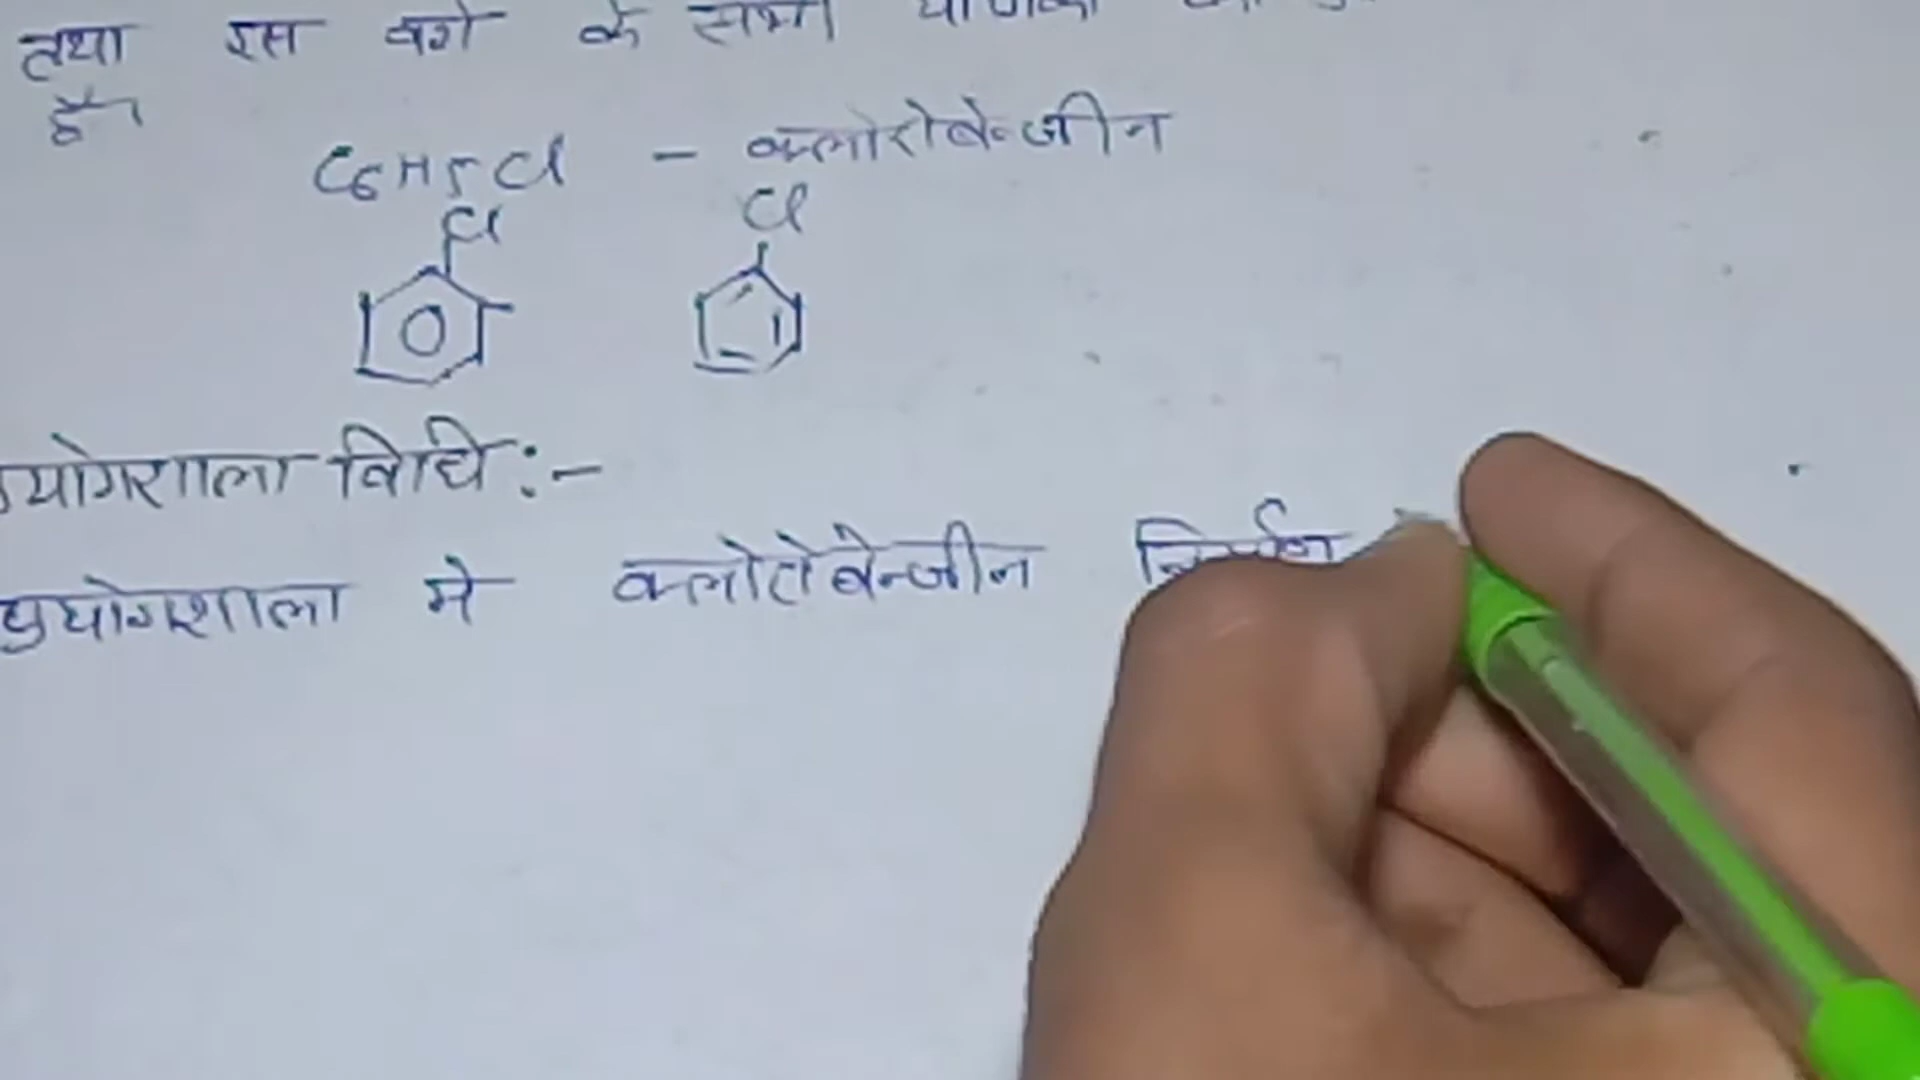 तथा इस वर्ग के सभी
हैं।
C6H5Cl - क्लोरोबेन्जीन
Cl Cl
प्रयोगशाला विधि :-
प्रयोगशाला मे क्लोरोबेन्जीन निर्माण